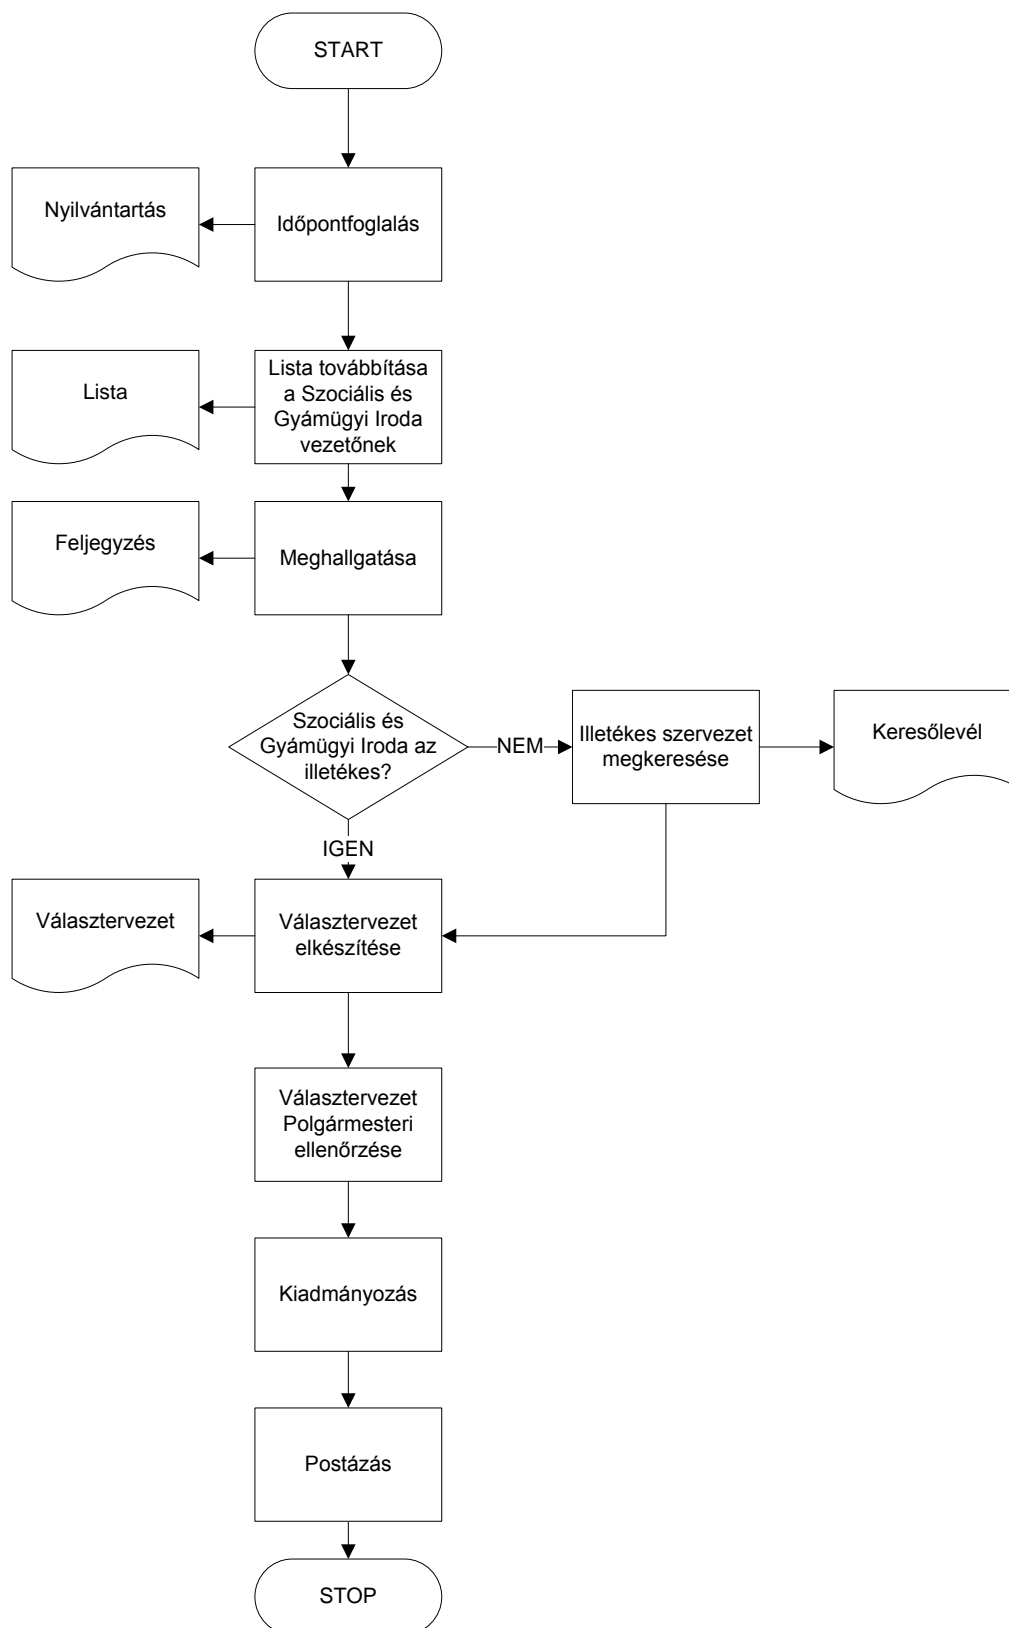 START
Nyilvántartás
Időpontfoglalás
Lista
Lista továbbítása
a Szociális és
Gyámügyi Iroda
vezetőnek
Feljegyzés
Meghallgatása
Szociális és
Gyámügyi Iroda az
illetékes?
NEM
Illetékes szervezet
megkeresése
Keresőlevél
IGEN
Választervezet
Választervezet
elkészítése
Választervezet
Polgármesteri
ellenőrzése
Kiadmányozás
Postázás
STOP